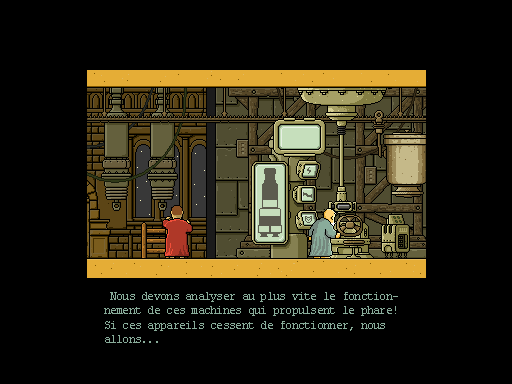 Nous devons analyser au plus vite le fonction-
nement de ces machines qui propulsent le phare!
Si ces appareils cessent de fonctionner, nous
allons...